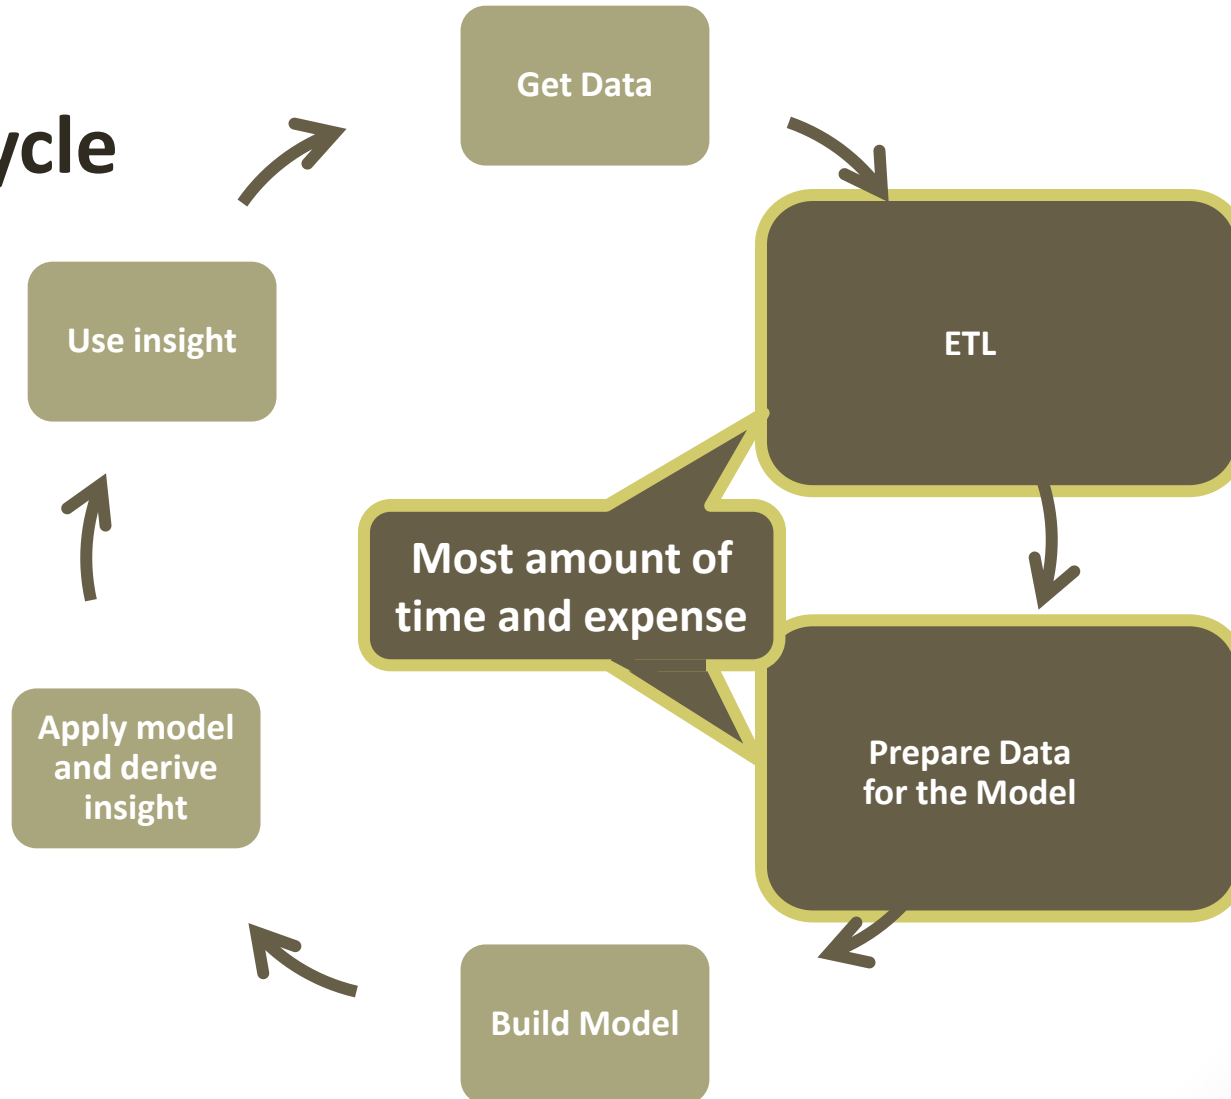 ycle
Get Data
ETL
Use insight
Most amount of
time and expense
Prepare Data
for the Model
Apply model
and derive
insight
Build Model